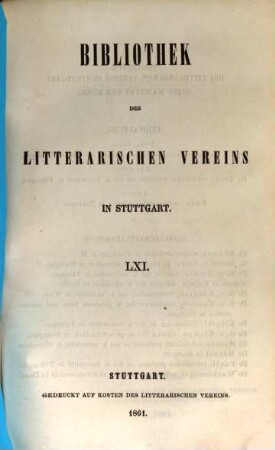 BIBLIOTHEK
DES
LITTERARISCHEN VEREINS
IN STUTTGART.
LXI.
STUTTGART.
GEDRUCKT AUF KOSTEN DES LITTERARISCHEN VEREINS.
1861.